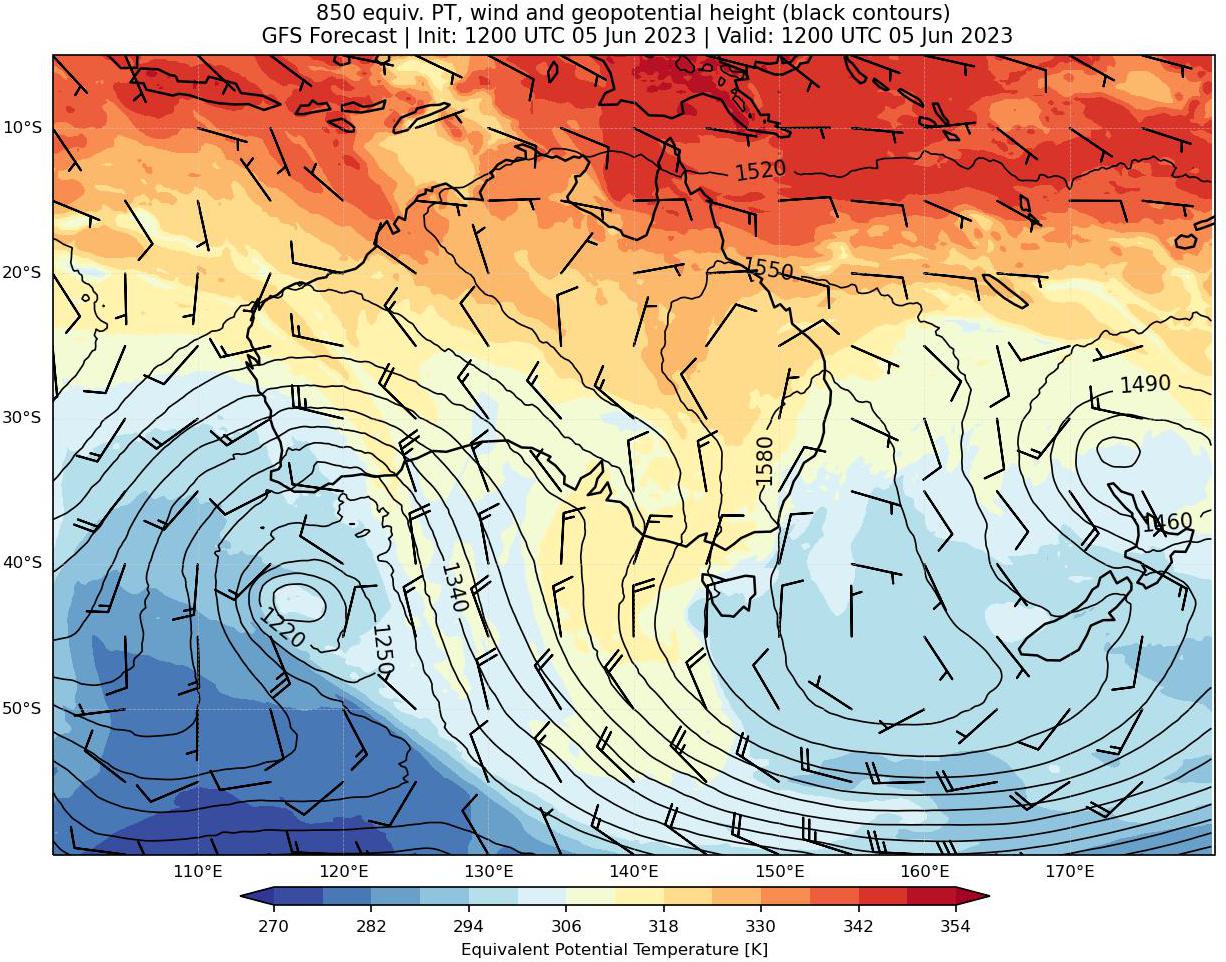 850 equiv. PT, wind and geopotential height (black contours)
GFS Forecast | Init: 1200 UTC 05 Jun 2023 | Valid: 1200 UTC 05 Jun 2023
10°S
1520
20°S
1550
1490
30°S
1580
1460
40°S
1340
1220
1250
50°S
110°E 120°E 130°E 140°E 150°E 160°E 170°E
270 282 294 306 318 330 342 354
Equivalent Potential Temperature [K]